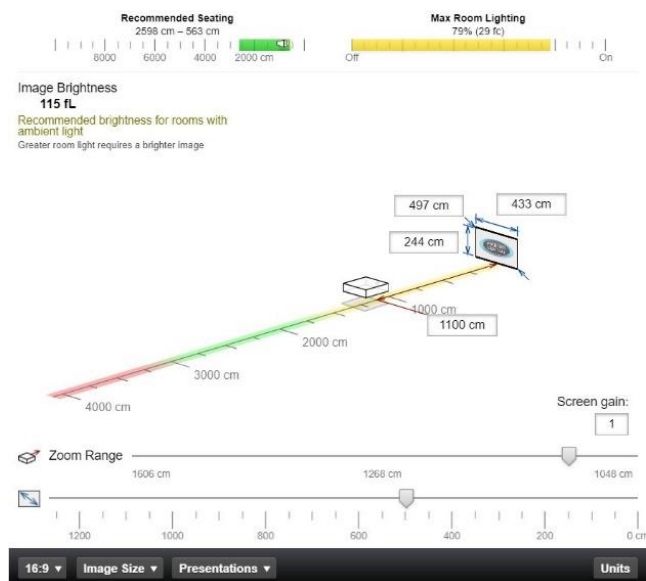 Recommended Seating
2598 cm – 563 cm
8000 6000 4000 2000 cm
Max Room Lighting
79% (29 fc)
Off On
Image Brightness
115 fL
Recommended brightness for rooms with
ambient light
Greater room light requires a brighter image
497 cm 433 cm
244 cm
1000 cm
1100 cm
2000 cm
3000 cm
4000 cm
Screen gain:
1
Zoom Range
1606 cm 1268 cm 1048 cm
1200 1000 800 600 400 200 0 cm
16:9 ▾ Image Size ▾ Presentations ▾ Units